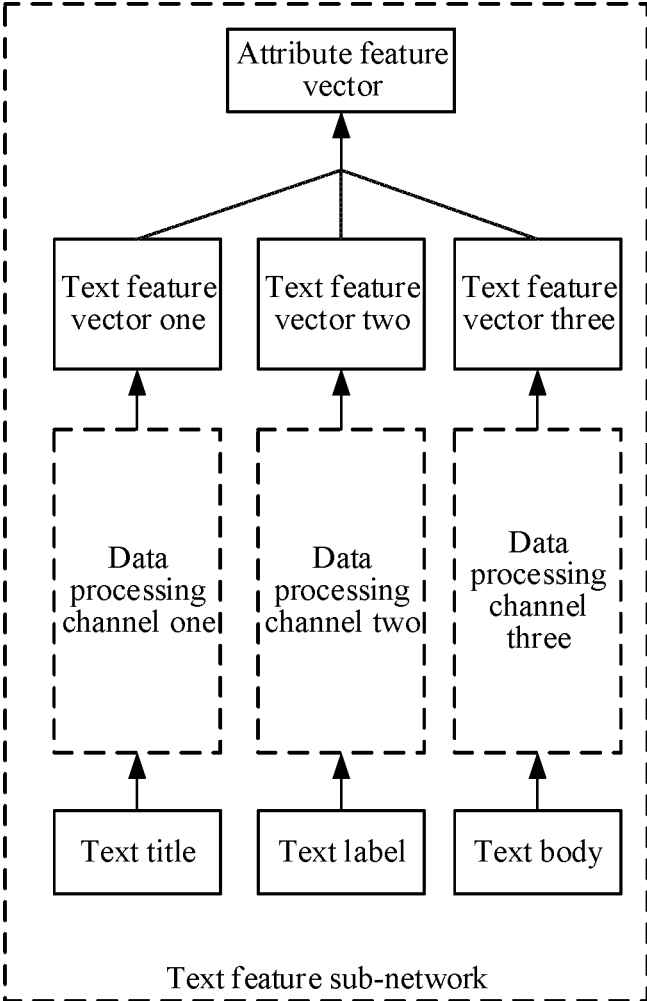 Attribute feature
vector
Text feature
vector one
Text feature
vector two
Text feature
vector three
Data
processing
channel one
Data
processing
channel two
Data
processing
channel
three
Text title
Text label
Text body
Text feature sub-network